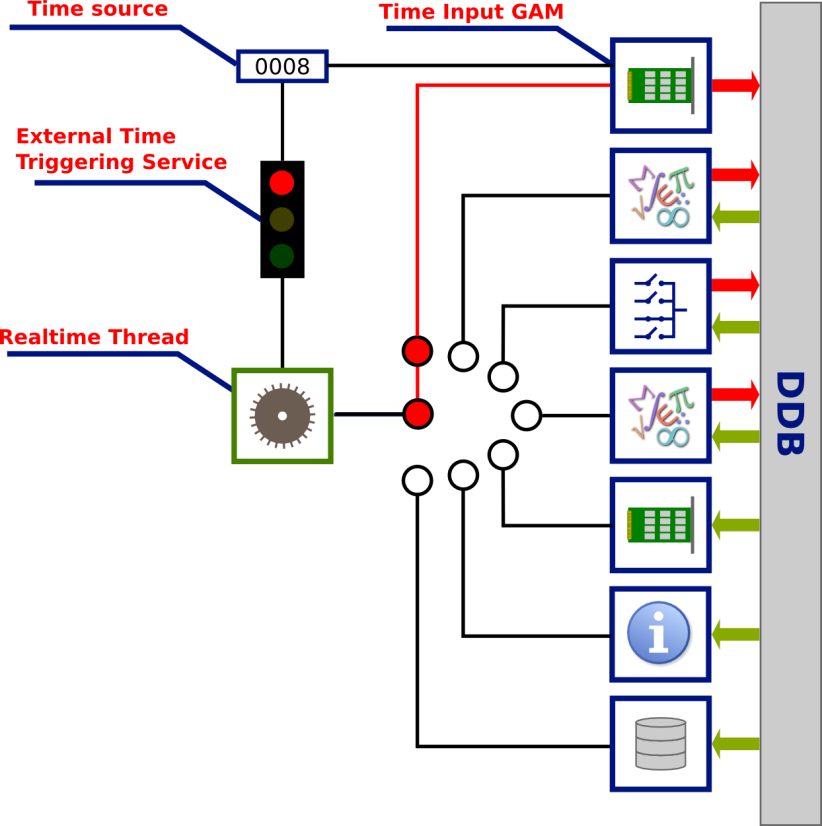 Time source
Time Input GAM
0008
External Time
Triggering Service
Realtime Thread
DDB